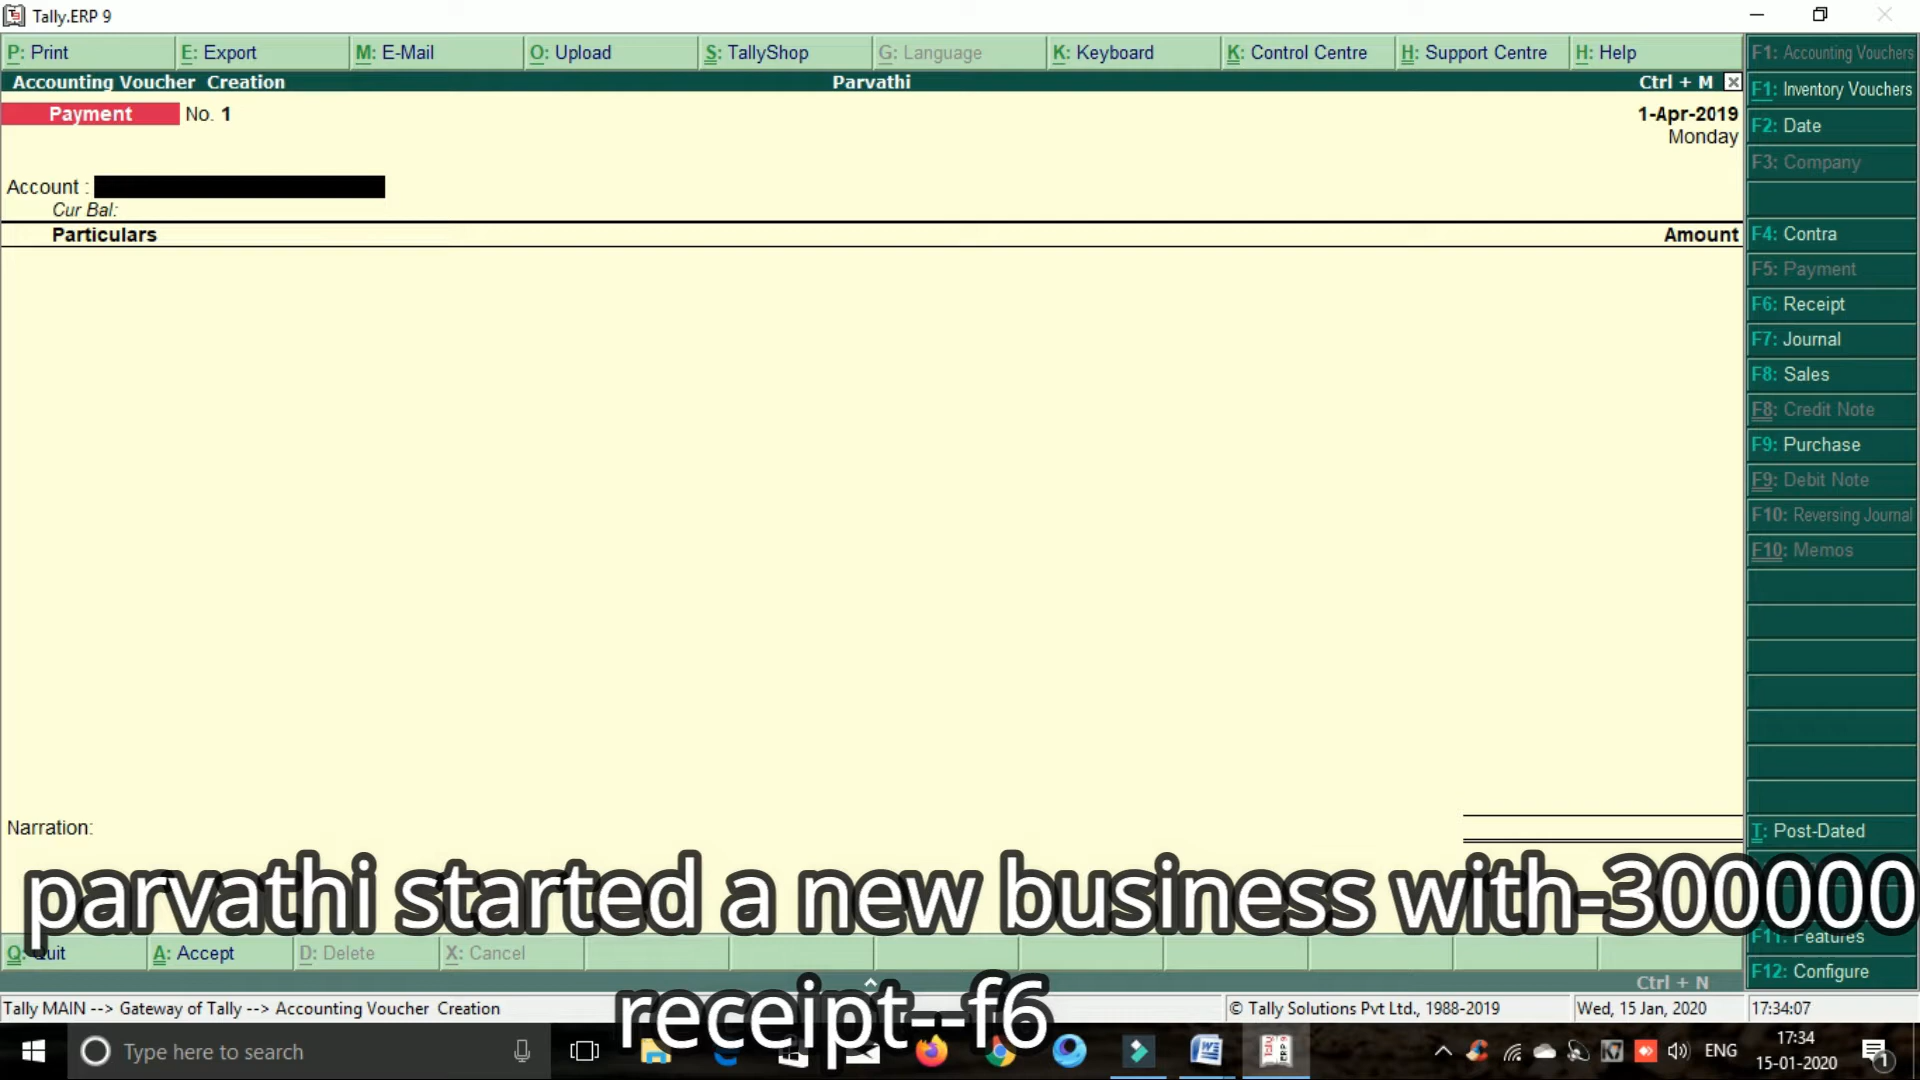 Tally.ERP 9
P: Print E: Export M: E-Mail O: Upload S: TallyShop G: Language K: Keyboard K: Control Centre H: Support Centre H: Help
Accounting Voucher Creation Parvathi Ctrl + M
Payment No. 1 1-Apr-2019
Monday
Account :
Cur Bal:
Particulars Amount
Narration:
F1: Accounting Vouchers
F1: Inventory Vouchers
F2: Date
F3: Company
F4: Contra
F5: Payment
F6: Receipt
F7: Journal
F8: Sales
F8: Credit Note
F9: Purchase
F9: Debit Note
F10: Reversing Journal
F10: Memos
T: Post-Dated
F11: Features
F12: Configure
parvathi started a new business with-300000
receipt--f6
Q: Quit A: Accept D: Delete X: Cancel
Ctrl + N
Tally MAIN --> Gateway of Tally --> Accounting Voucher Creation © Tally Solutions Pvt Ltd., 1988-2019 Wed, 15 Jan, 2020 17:34:07
Type here to search
ENG
17:34
15-01-2020
1